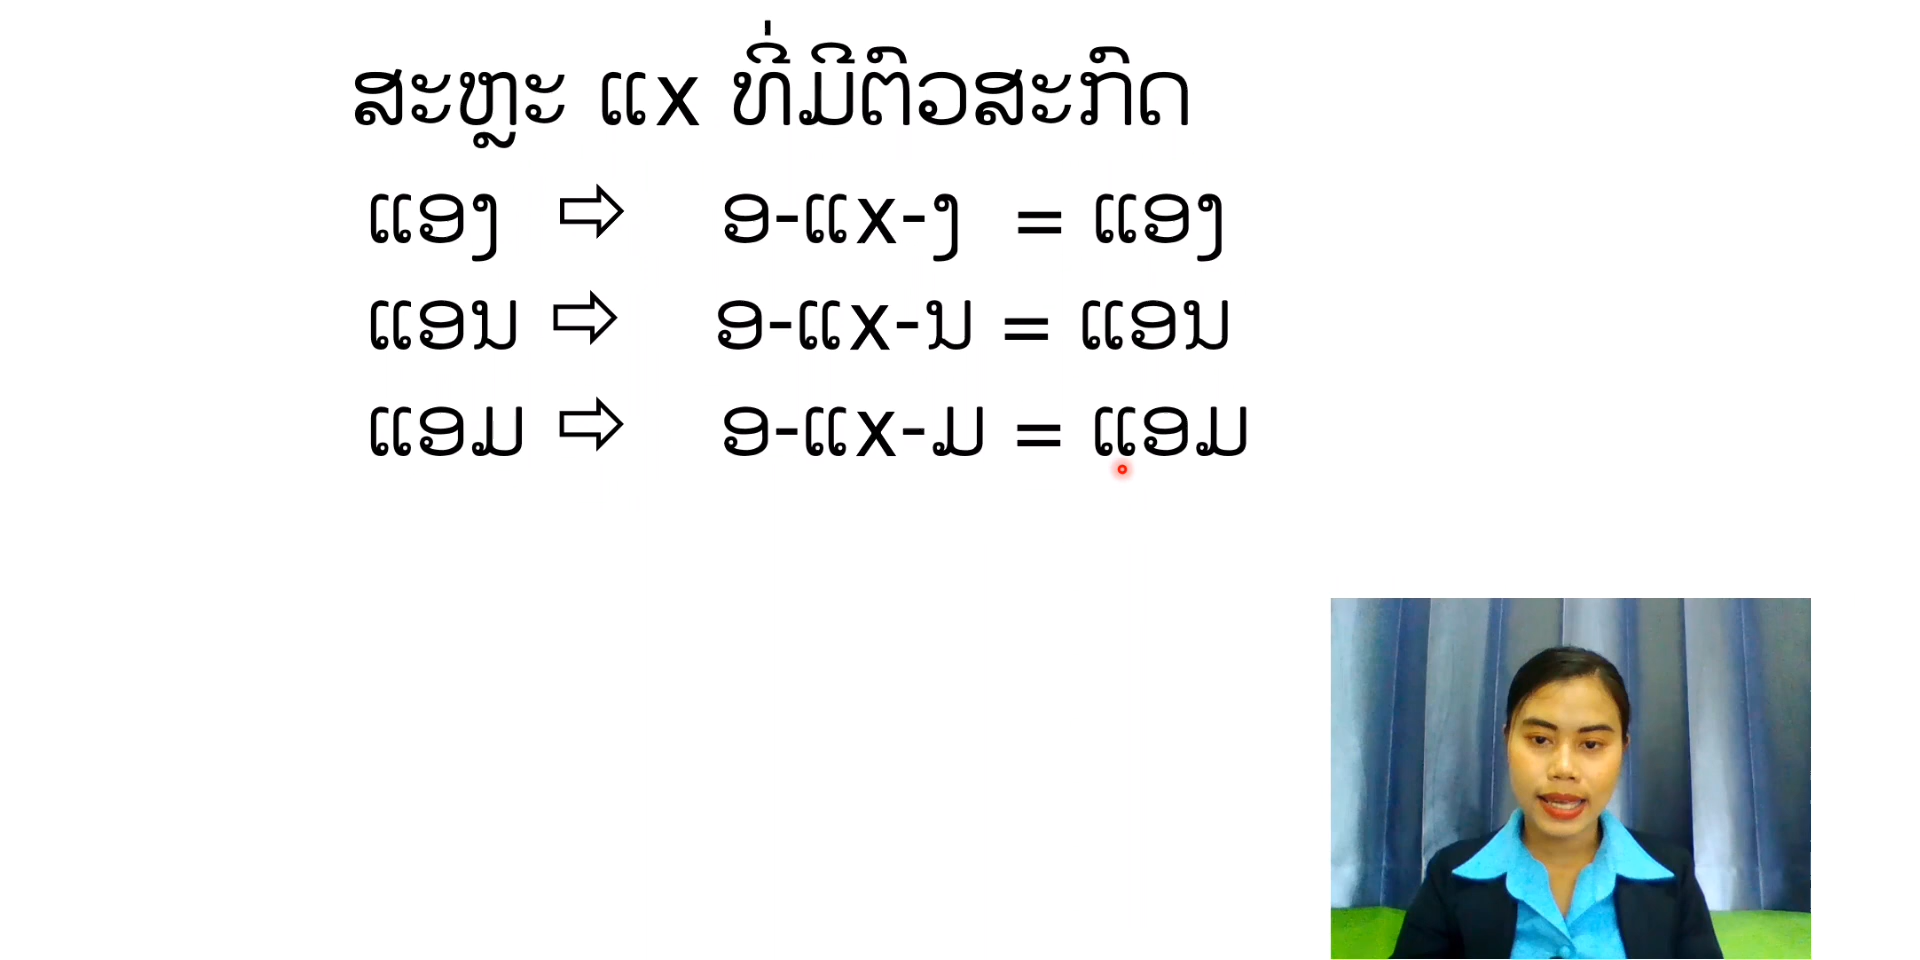 ສະຫຼະ ແx ທີ່ມີຕົວສະກົດ
ແອງ ⇨ ອ-ແx-ງ = ແອງ
ແອນ ⇨ ອ-ແx-ນ = ແອນ
ແອມ ⇨ ອ-ແx-ມ = ແອມ